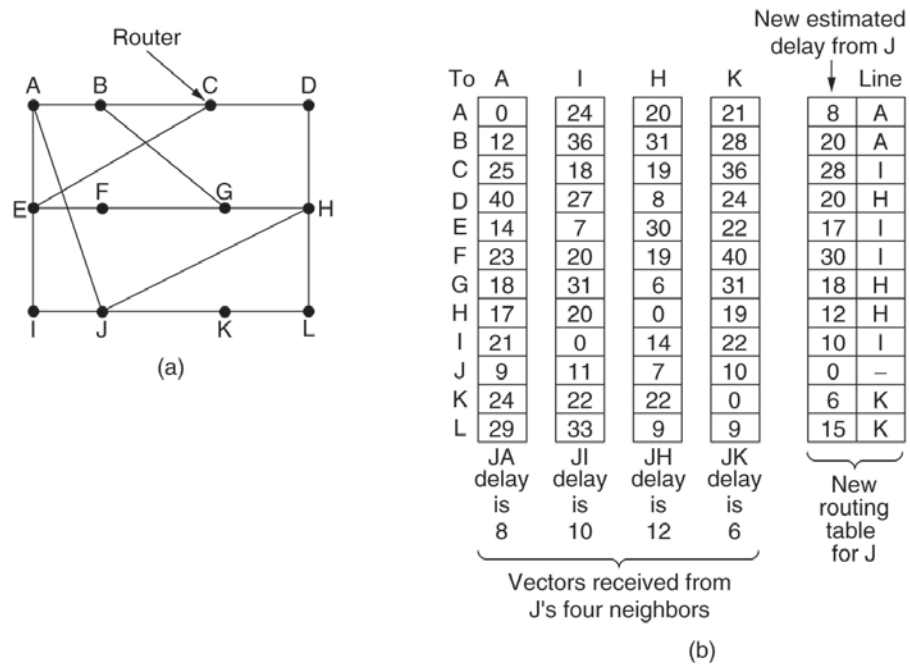 Router
A B C D
E F G H
I J K L
(a)
New estimated
delay from J
To A I H K Line
A 0 24 20 21 8 A
B 12 36 31 28 20 A
C 25 18 19 36 28 I
D 40 27 8 24 20 H
E 14 7 30 22 17 I
F 23 20 19 40 30 I
G 18 31 6 31 18 H
H 17 20 0 19 12 H
I 21 0 14 22 10 I
J 9 11 7 10 0 –
K 24 22 22 0 6 K
L 29 33 9 9 15 K
JA JI JH JK
delay delay delay delay
is is is is
8 10 12 6
New
routing
table
for J
Vectors received from
J's four neighbors
(b)